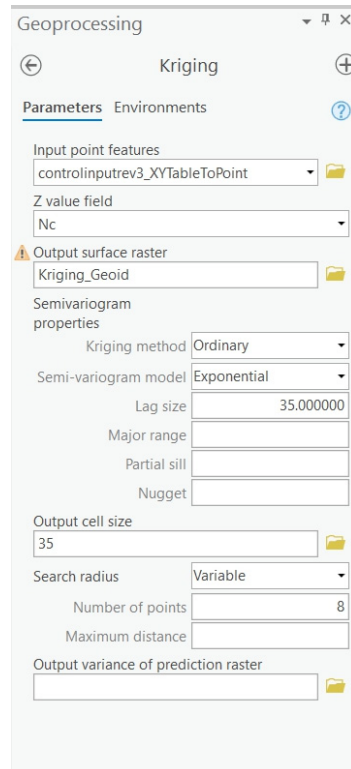 Geoprocessing
Kriging
Parameters Environments
Input point features
controlinputrev3_XYTableToPoint
Z value field
Nc
Output surface raster
Kriging_Geoid
Semivariogram
properties
Kriging method Ordinary
Semi-variogram model Exponential
Lag size 35.000000
Major range
Partial sill
Nugget
Output cell size
35
Search radius Variable
Number of points 8
Maximum distance
Output variance of prediction raster